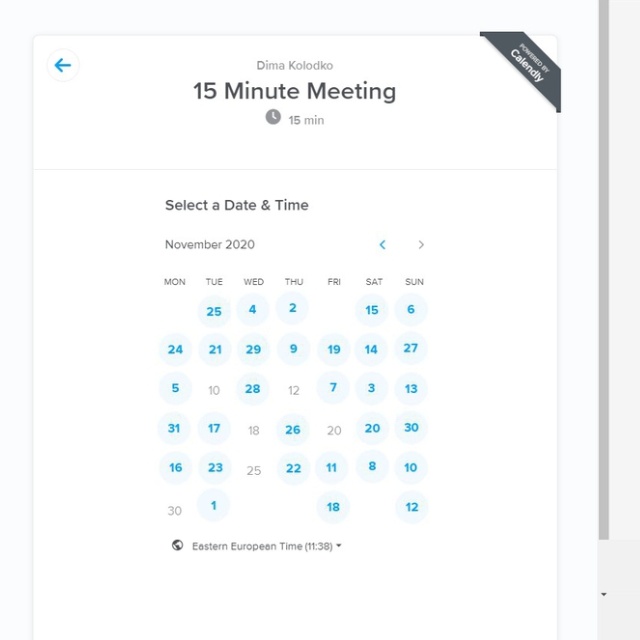 POWERED BY
Calendly
Dima Kolodko
15 Minute Meeting
15 min
Select a Date & Time
November 2020
MON TUE WED THU FRI SAT SUN
25 4 2 15 6
24 21 29 9 19 14 27
5 10 28 12 7 3 13
31 17 18 26 20 20 30
16 23 25 22 11 8 10
30 1 18 12
Eastern European Time (11:38)